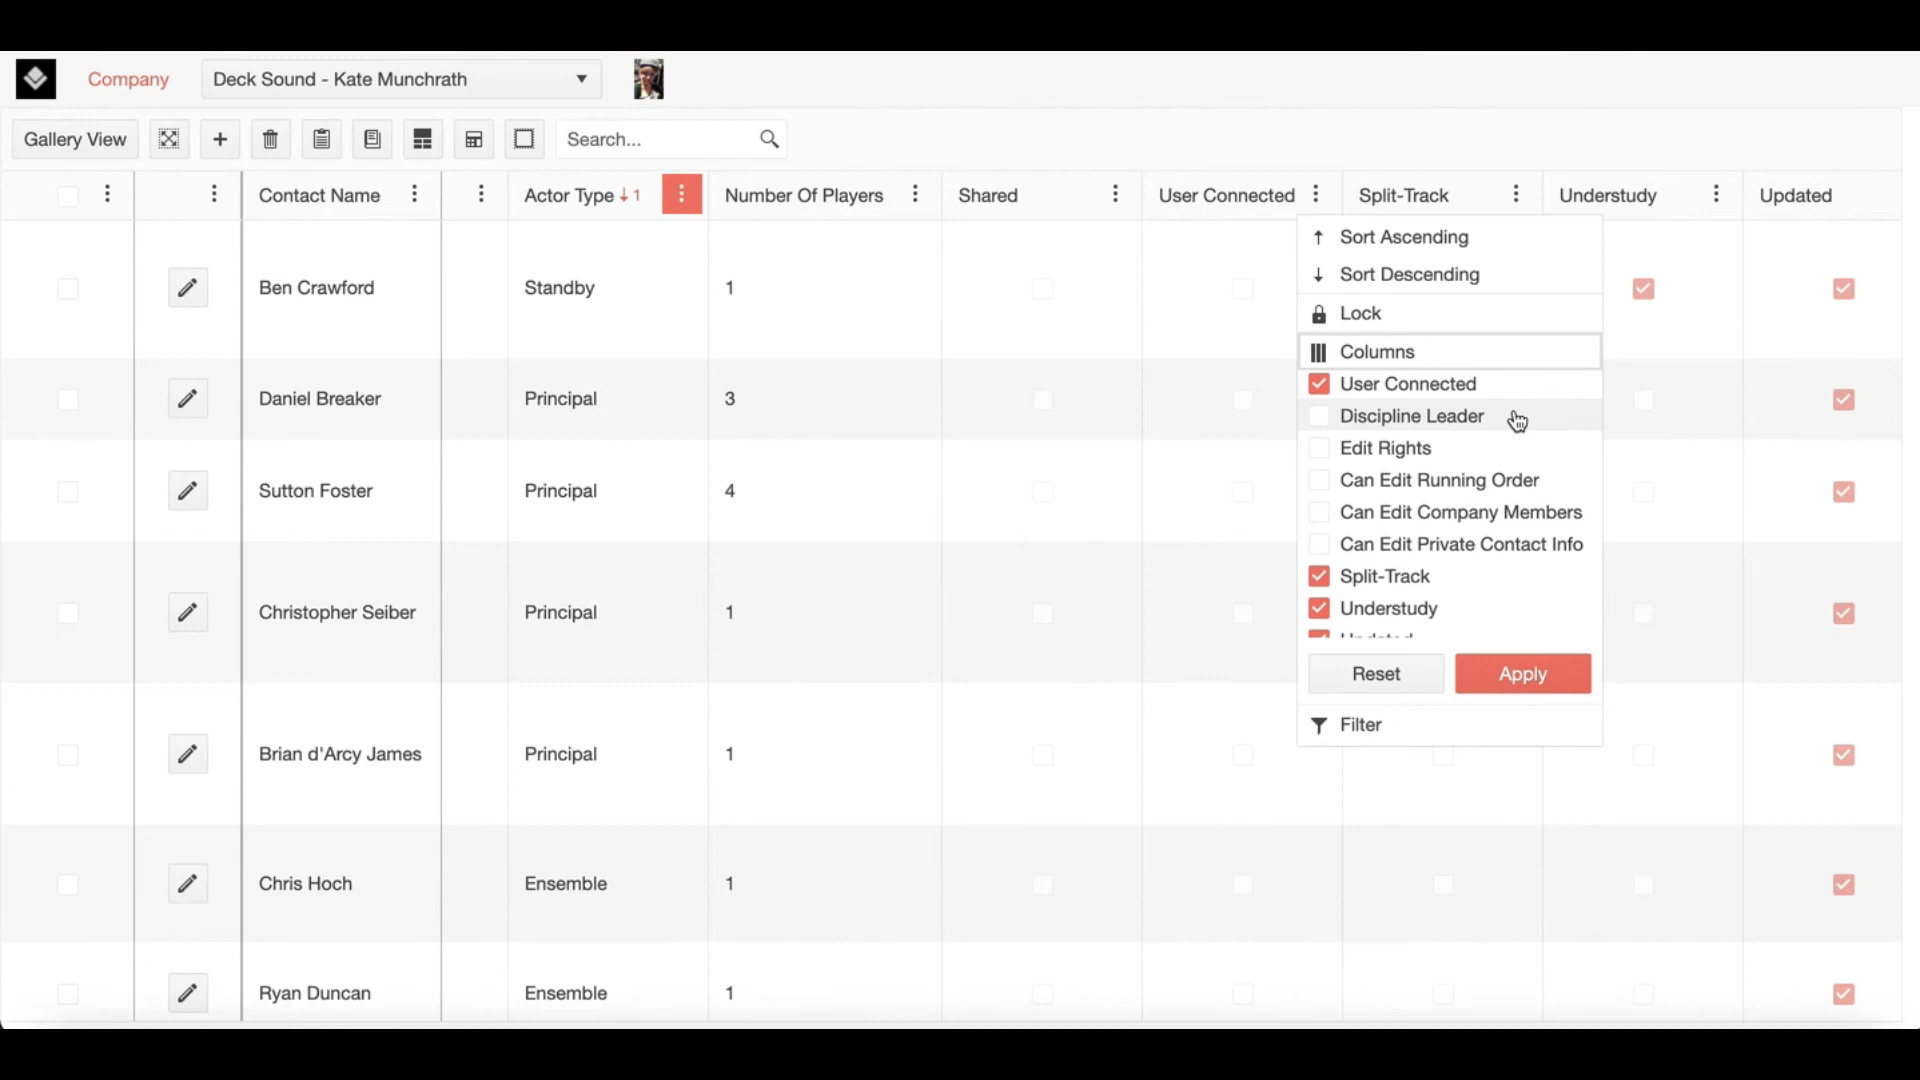 Company
Deck Sound - Kate Munchrath
Gallery View
Search...
Contact Name
Actor Type
1
Number Of Players
Shared
User Connected
Split-Track
Understudy
Updated
Ben Crawford
Standby
1
Daniel Breaker
Principal
3
Sutton Foster
Principal
4
Christopher Seiber
Principal
1
Brian d'Arcy James
Principal
1
Chris Hoch
Ensemble
1
Ryan Duncan
Ensemble
1
Sort Ascending
Sort Descending
Lock
Columns
User Connected
Discipline Leader
Edit Rights
Can Edit Running Order
Can Edit Company Members
Can Edit Private Contact Info
Split-Track
Understudy
Updated
Reset
Apply
Filter